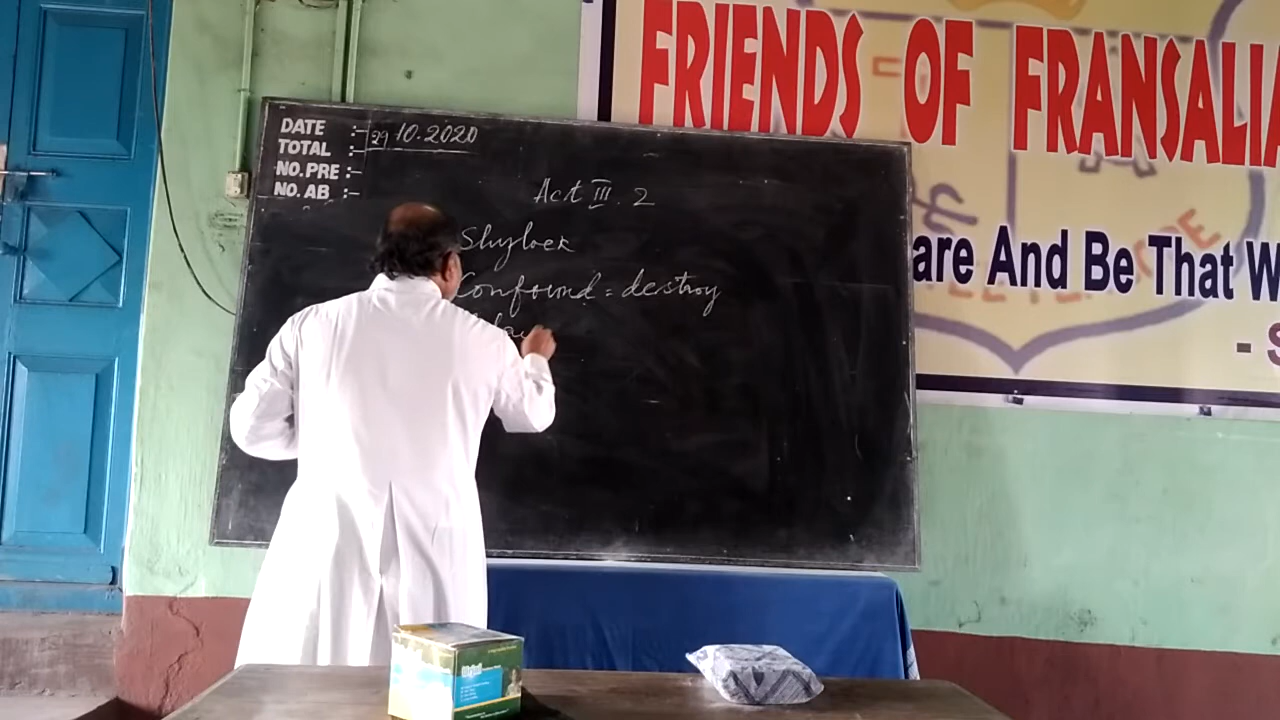 FRIENDS OF FRANSALIA
DATE :- 29 10.2020
TOTAL :-
NO.PRE :-
NO.AB :-
Act III. 2
Shylock
Confound = derstroy
are And Be That W
- S